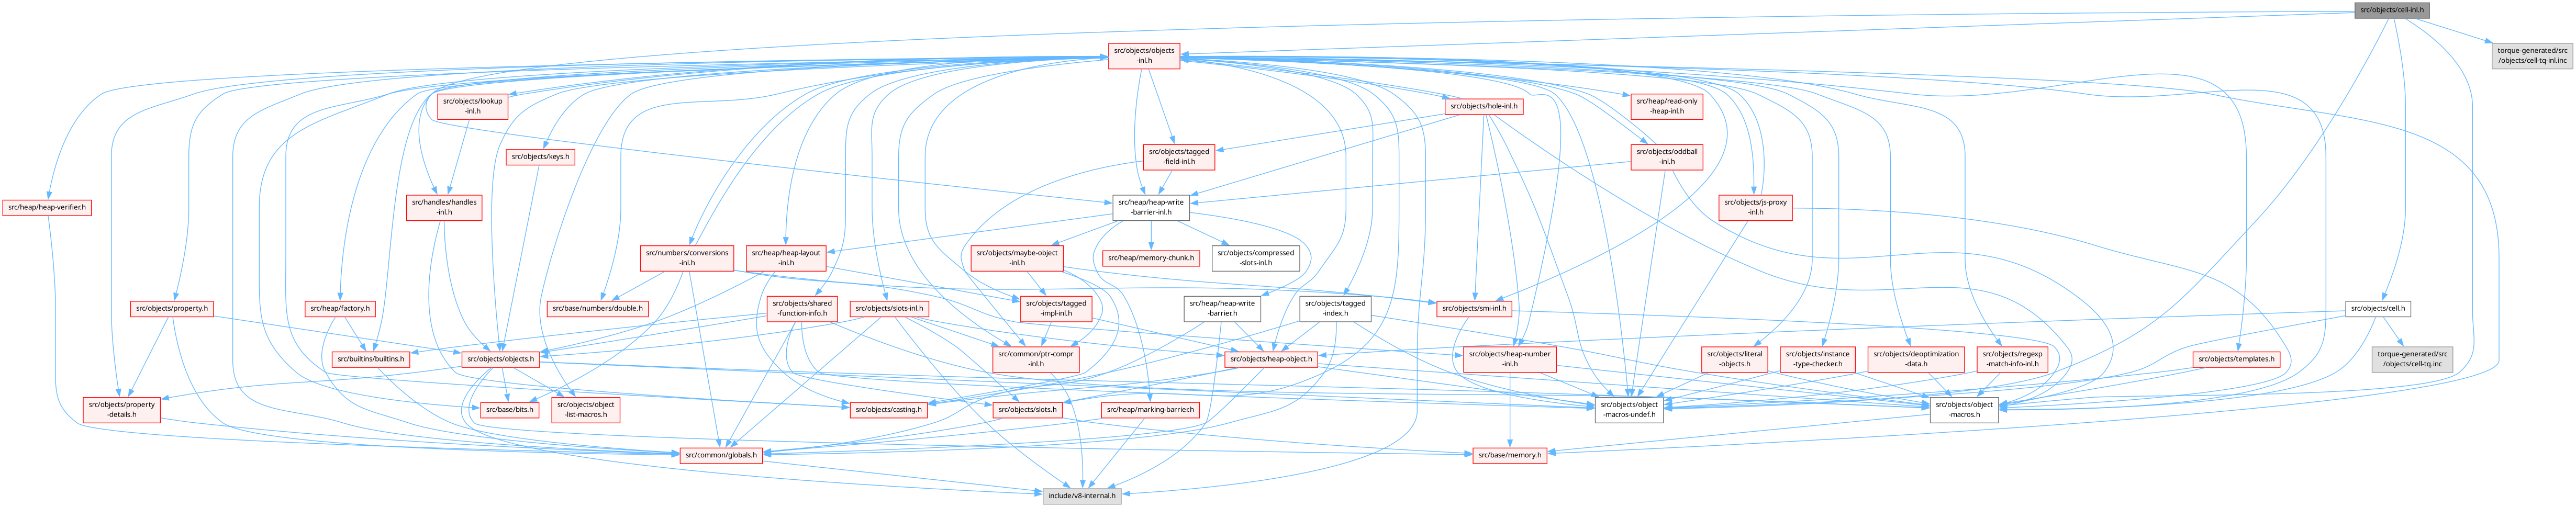 src/objects/cell-inl.h
src/objects/objects
-inl.h
torque-generated/src
/objects/cell-tq-inl.inc
src/objects/lookup
-inl.h
src/objects/hole-inl.h
src/heap/read-only
-heap-inl.h
src/objects/keys.h
src/objects/tagged
-field-inl.h
src/objects/oddball
-inl.h
src/heap/heap-verifier.h
src/handles/handles
-inl.h
src/heap/heap-write
-barrier-inl.h
src/objects/js-proxy
-inl.h
src/numbers/conversions
-inl.h
src/heap/heap-layout
-inl.h
src/objects/maybe-object
-inl.h
src/heap/memory-chunk.h
src/objects/compressed
-slots-inl.h
src/objects/property.h
src/heap/factory.h
src/base/numbers/double.h
src/objects/shared
-function-info.h
src/objects/slots-inl.h
src/objects/tagged
-impl-inl.h
src/heap/heap-write
-barrier.h
src/objects/tagged
-index.h
src/objects/smi-inl.h
src/objects/cell.h
src/builtins/builtins.h
src/objects/objects.h
src/common/ptr-compr
-inl.h
src/objects/heap-object.h
src/objects/heap-number
-inl.h
src/objects/literal
-objects.h
src/objects/instance
-type-checker.h
src/objects/deoptimization
-data.h
src/objects/regexp
-match-info-inl.h
src/objects/templates.h
torque-generated/src
/objects/cell-tq.inc
src/objects/property
-details.h
src/base/bits.h
src/objects/object
-list-macros.h
src/objects/casting.h
src/objects/slots.h
src/heap/marking-barrier.h
src/objects/object
-macros-undef.h
src/objects/object
-macros.h
src/common/globals.h
src/base/memory.h
include/v8-internal.h